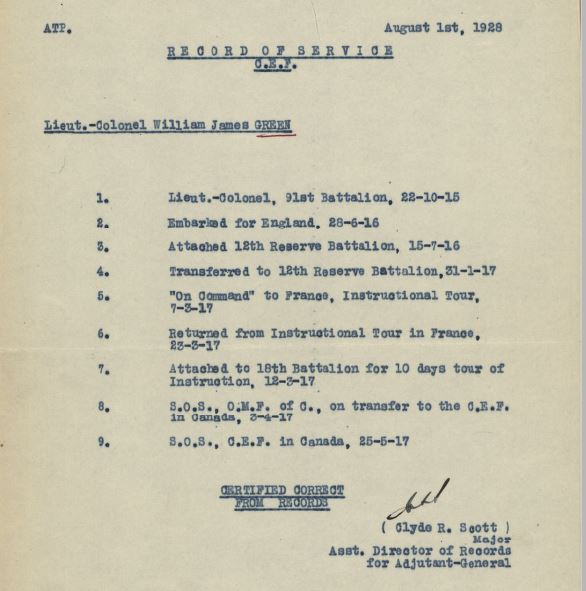 ATP.
August 1st, 1928
RECORD OF SERVICE
C.E.F.
Lieut.-Colonel William James GREEN
1. Lieut.-Colonel, 91st Battalion, 22-10-15
2. Embarked for England. 28-6-16
3. Attached 12th Reserve Battalion, 15-7-16
4. Transferred to 12th Reserve Battalion,31-1-17
5. "On Command" to France, Instructional Tour,
7-3-17
6. Returned from Instructional Tour in France,
23-3-17
7. Attached to 18th Battalion for 10 days tour of
Instruction, 12-3-17
8. S.O.S., O.M.F. of C., on transfer to the C.E.F.
in Canada, 3-4-17
9. S.O.S., C.E.F. in Canada, 25-5-17
CERTIFIED CORRECT
FROM RECORDS
( Clyde R. Scott )
Major
Asst. Director of Records
for Adjutant-General